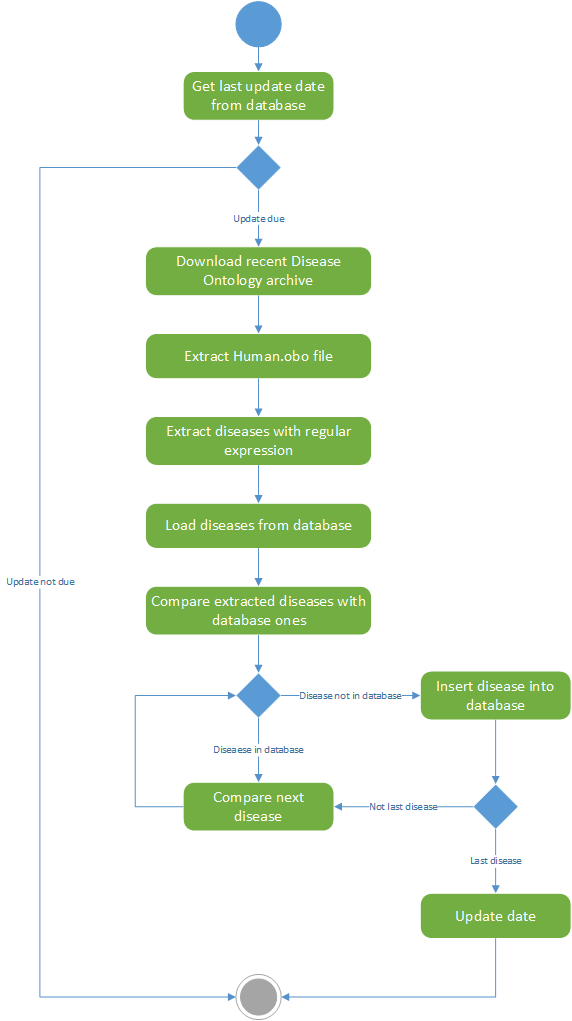 Get last update date
from database
Update due
Download recent Disease
Ontology archive
Extract Human.obo file
Extract diseases with regular
expression
Load diseases from database
Update not due
Compare extracted diseases with
database ones
Disease not in database
Insert disease into
database
Diseaese in database
Compare next
disease
Not last disease
Last disease
Update date